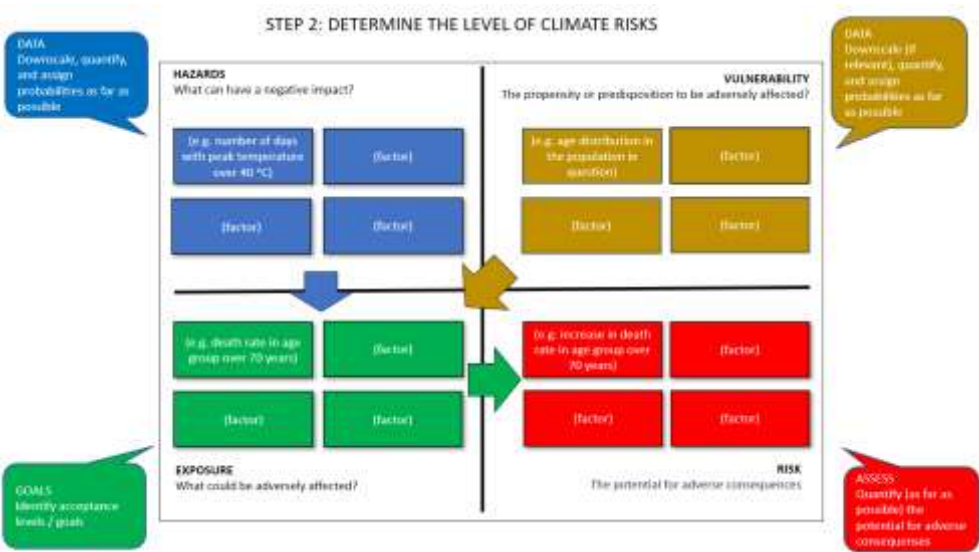 STEP 2: DETERMINE THE LEVEL OF CLIMATE RISKS
DATA
Downscale, quantify,
and assign
probabilities as far as
possible
DATA
Downscale (if
relevant), quantify,
and assign
probabilities as far
as possible
HAZARDS
What can have a negative impact?
VULNERABILITY
The propensity or predisposition to be adversely affected?
(e.g. number of days
with peak temperature
over 40 °C)
(factor)
(factor)
(factor)
(e.g. age distribution in
the population in
question)
(factor)
(factor)
(factor)
(e.g. death rate in age
group over 70 years)
(factor)
(factor)
(factor)
(e.g. increase in death
rate in age group over
70 years)
(factor)
(factor)
(factor)
EXPOSURE
What could be adversely affected?
RISK
The potential for adverse consequences
GOALS
Identify acceptance
levels / goals
ASSESS
Quantify (as far as
possible) the
potential for adverse
consequences